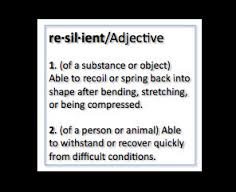 re·sil·ient/Adjective
1. (of a substance or object)
Able to recoil or spring back into
shape after bending, stretching,
or being compressed.
2. (of a person or animal) Able
to withstand or recover quickly
from difficult conditions.